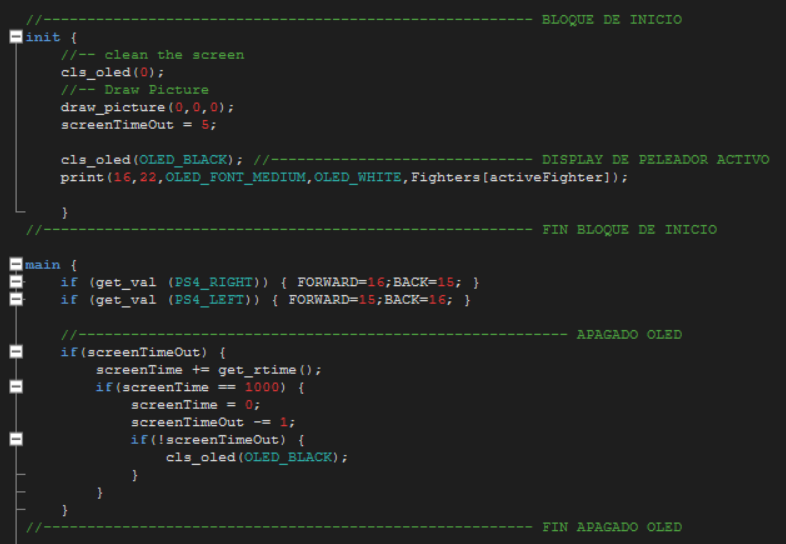 //-------------------------------------------------------- BLOQUE DE INICIO
init {
//-- clean the screen
cls_oled(0);
//-- Draw Picture
draw_picture(0,0,0);
screenTimeOut = 5;
cls_oled(OLED_BLACK); //------------------------------ DISPLAY DE PELEADOR ACTIVO
print(16,22,OLED_FONT_MEDIUM,OLED_WHITE,Fighters[activeFighter]);
}
//-------------------------------------------------------- FIN BLOQUE DE INICIO
main {
if (get_val (PS4_RIGHT)) { FORWARD=16;BACK=15; }
if (get_val (PS4_LEFT)) { FORWARD=15;BACK=16; }
//-------------------------------------------------------- APAGADO OLED
if(screenTimeOut) {
screenTime += get_rtime();
if(screenTime == 1000) {
screenTime = 0;
screenTimeOut -= 1;
if(!screenTimeOut) {
cls_oled(OLED_BLACK);
}
}
}
//-------------------------------------------------------- FIN APAGADO OLED